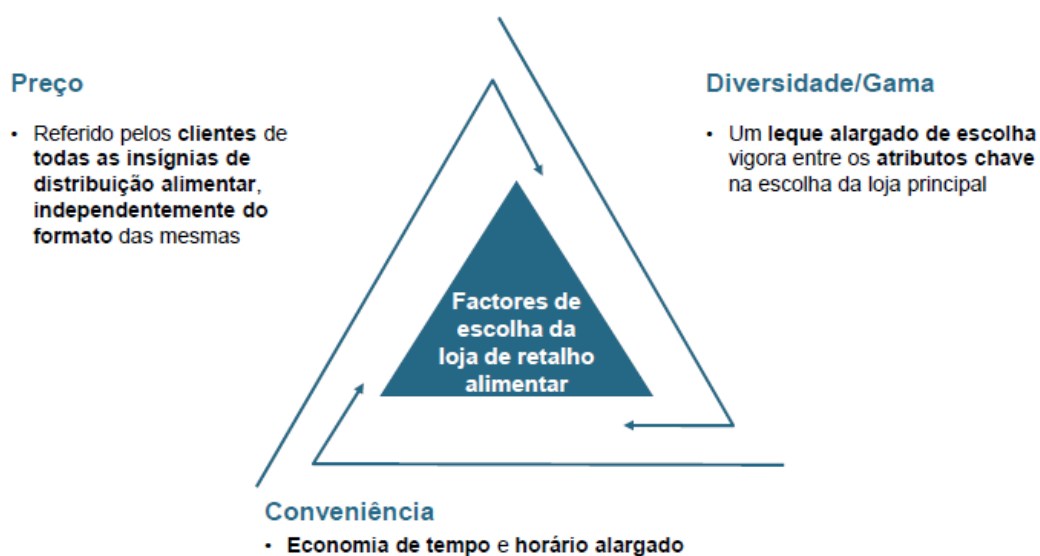 Preço
• Referido pelos clientes de
todas as insígnias de
distribuição alimentar,
independentemente do
formato das mesmas
Diversidade/Gama
• Um leque alargado de escolha
vigora entre os atributos chave
na escolha da loja principal
Factores de
escolha da
loja de retalho
alimentar
Conveniência
• Economia de tempo e horário alargado